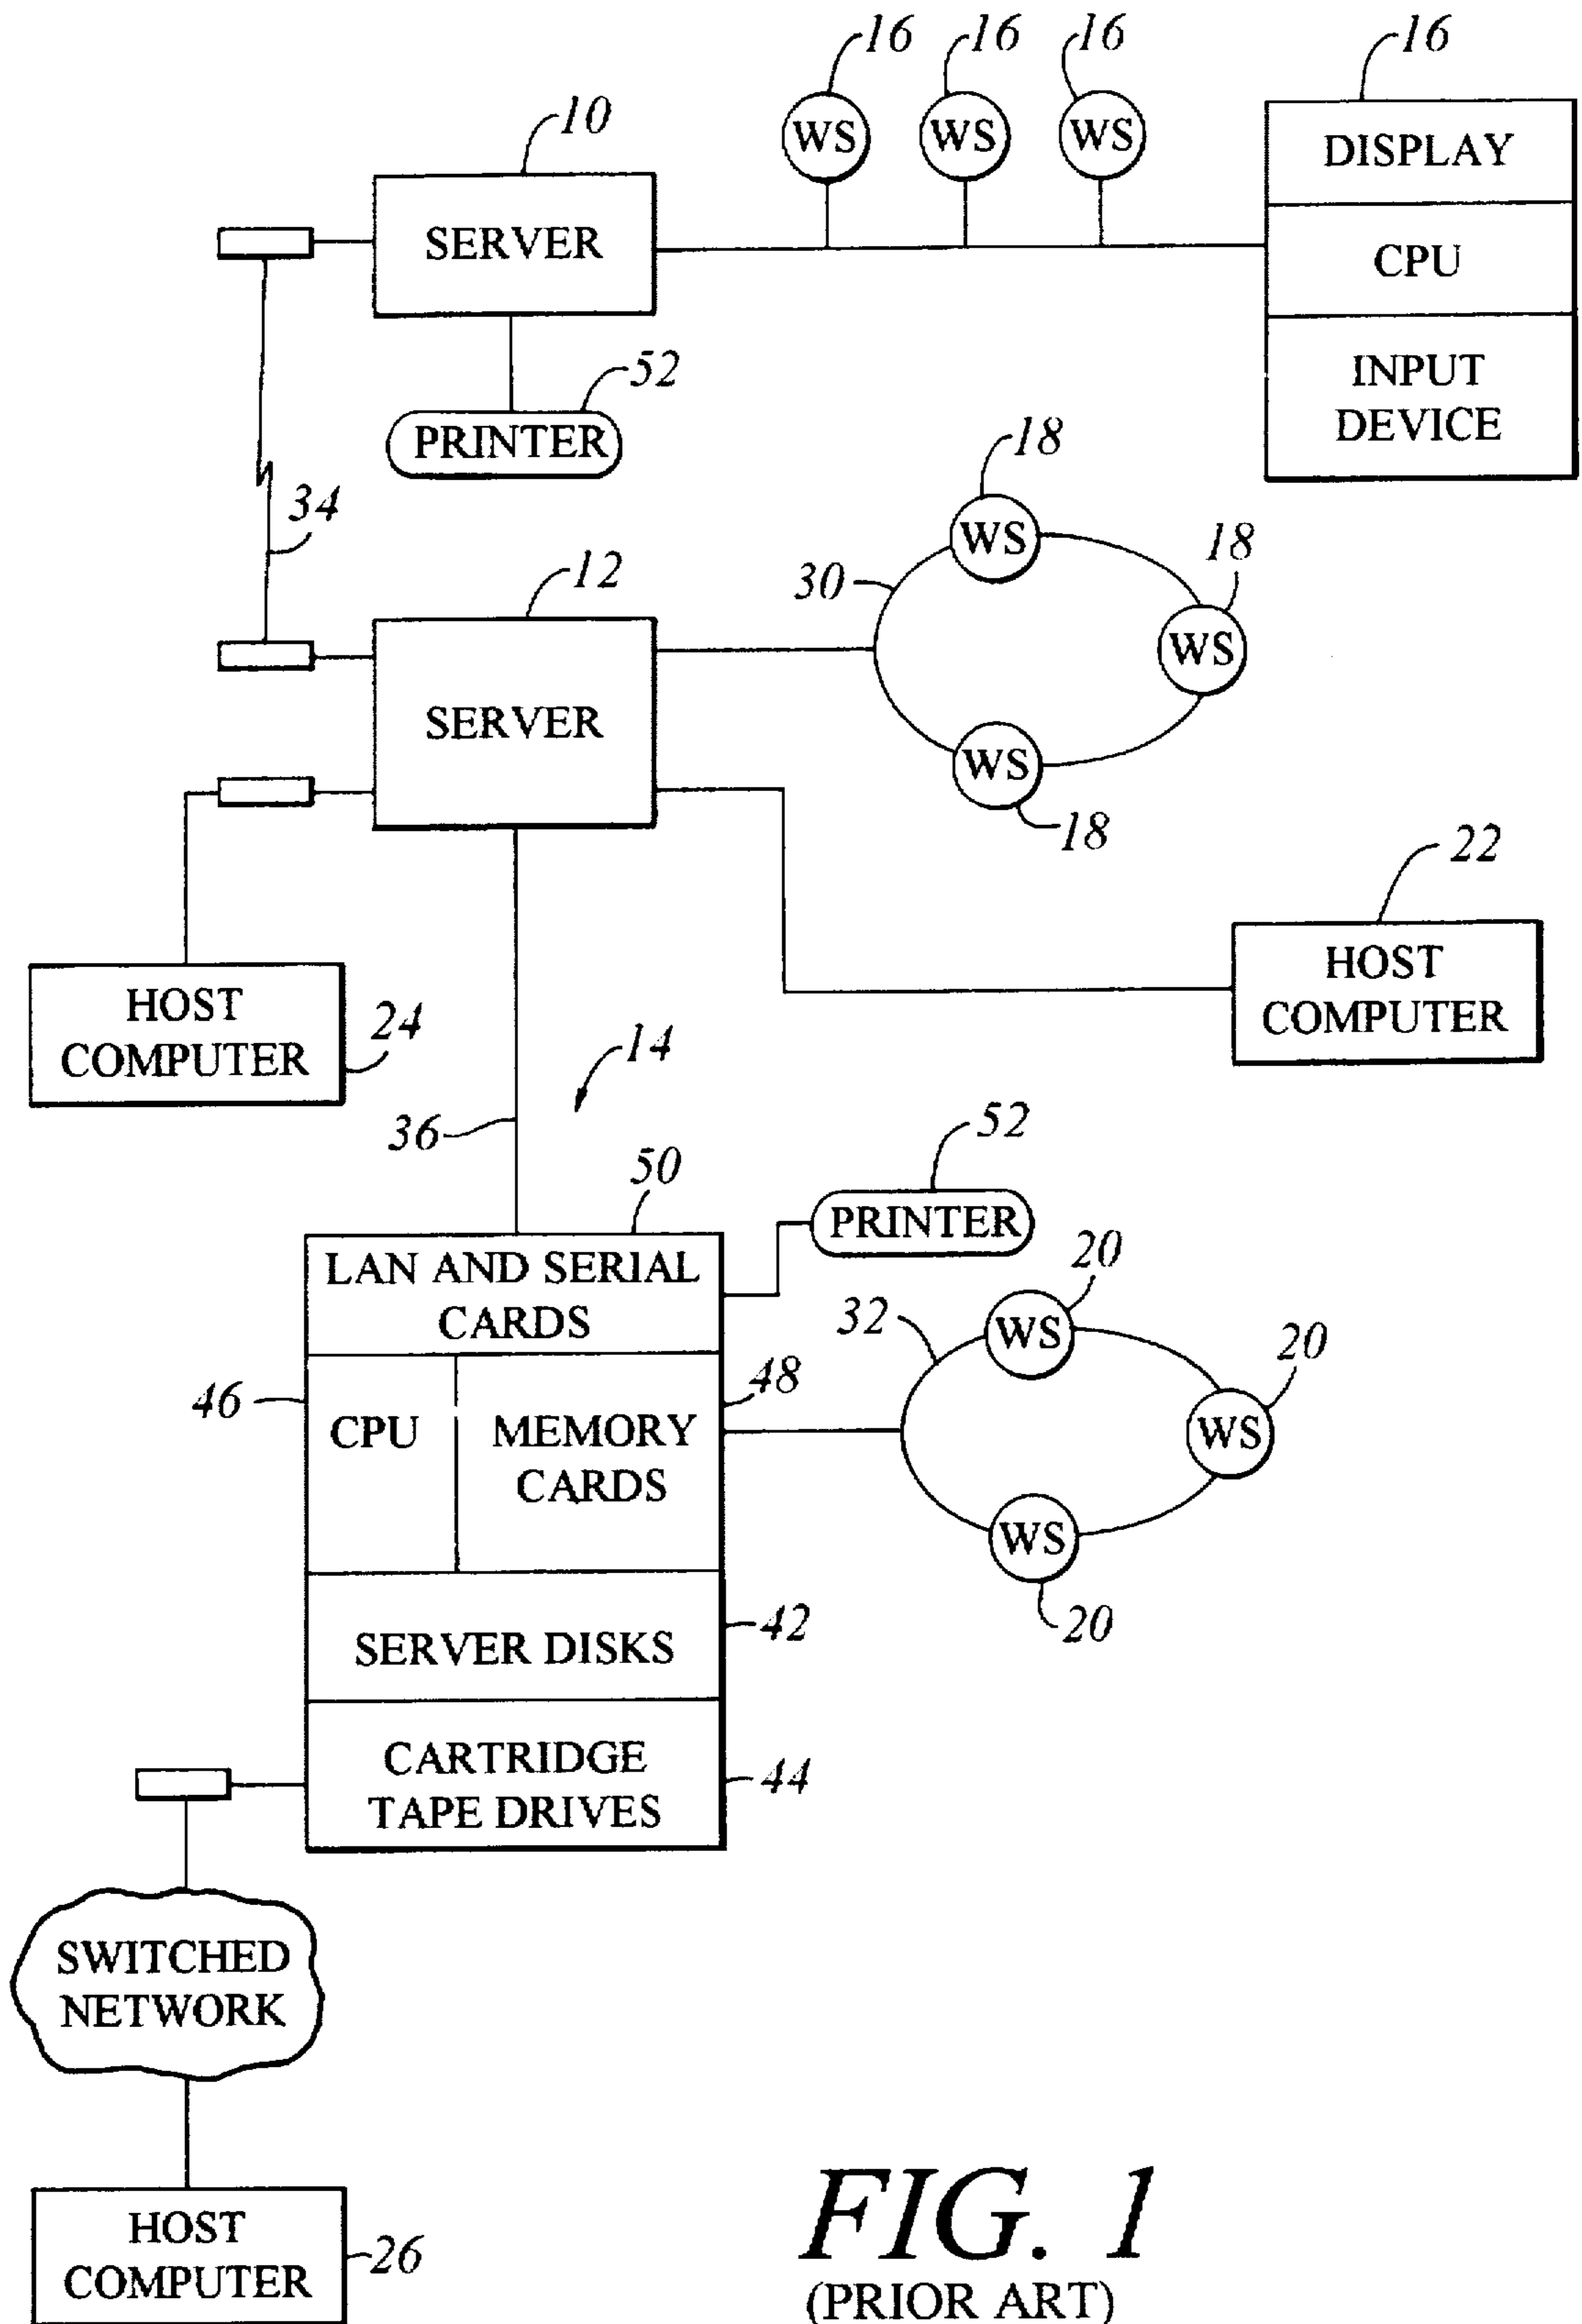 16
16
16
16
10
WS
WS
WS
DISPLAY
SERVER
CPU
52
INPUT
DEVICE
PRINTER
18
34
WS
18
12
30
WS
SERVER
WS
18
22
HOST
COMPUTER
HOST
COMPUTER
24
14
36
52
50
PRINTER
LAN AND SERIAL
CARDS
20
32
WS
20
48
46
CPU
MEMORY
CARDS
WS
WS
42
20
SERVER DISKS
CARTRIDGE
TAPE DRIVES
44
SWITCHED
NETWORK
HOST
COMPUTER
26
FIG. 1
(PRIOR ART)